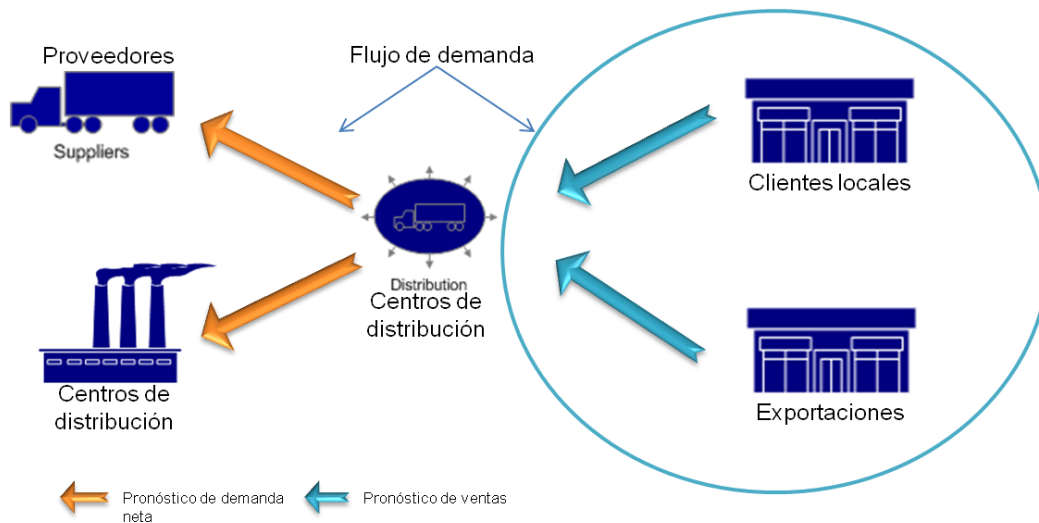 Proveedores
Suppliers
Flujo de demanda
Clientes locales
Distribution
Centros de
distribución
Centros de
distribución
Exportaciones
Pronóstico de demanda
neta
Pronóstico de ventas